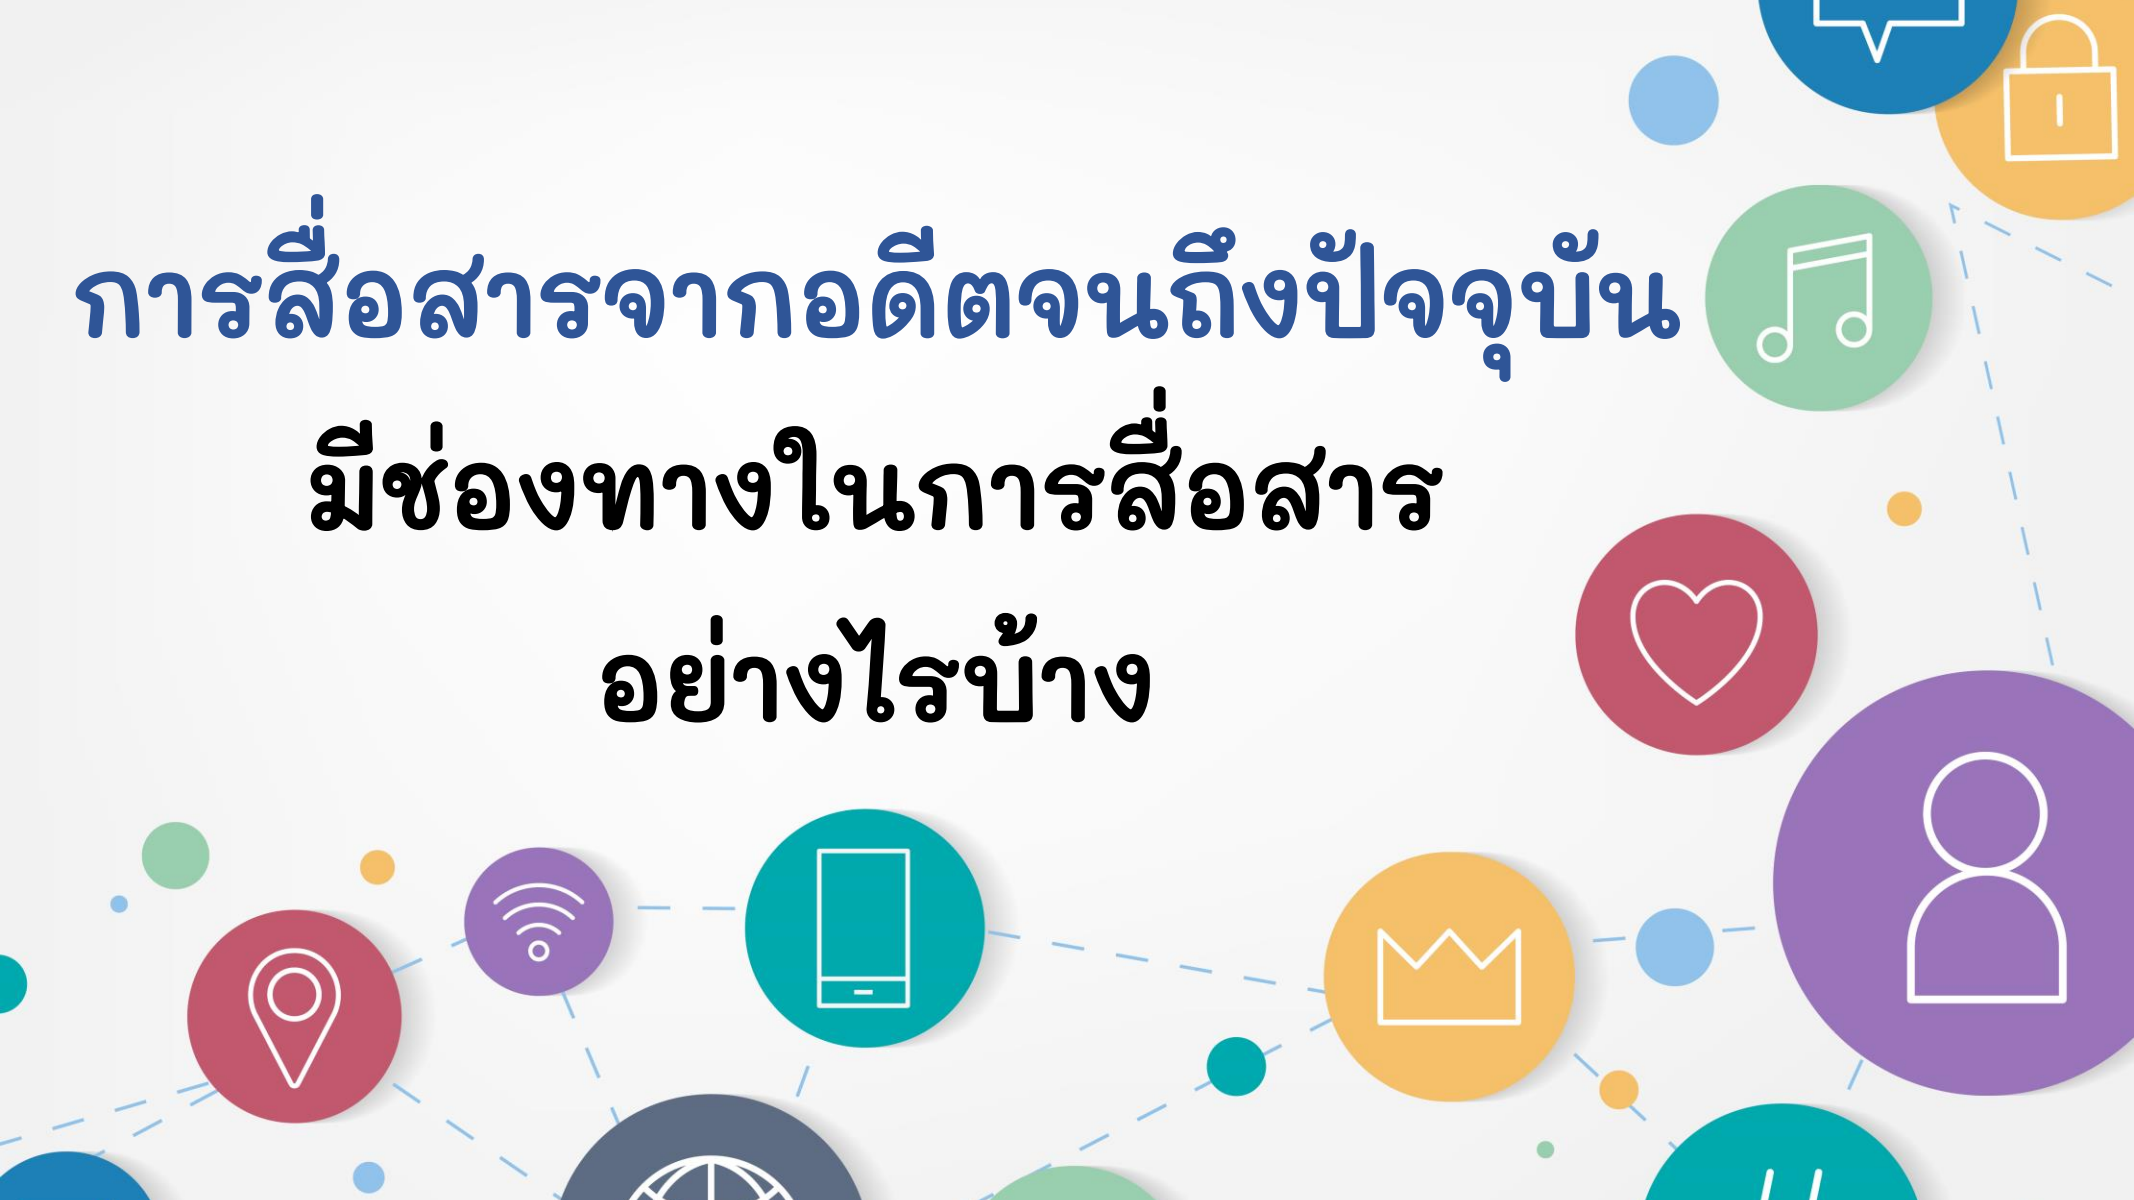 การสื่อสารจากอดีตจนถึงปัจจุบัน
มีช่องทางในการสื่อสาร
อย่างไรบ้าง